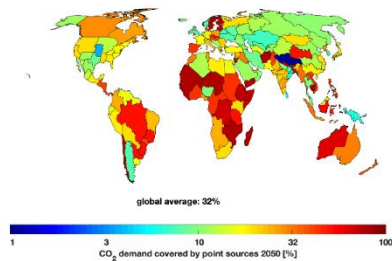 global average: 32%
1 3 10 32 100
CO₂ demand covered by point sources 2050 [%]